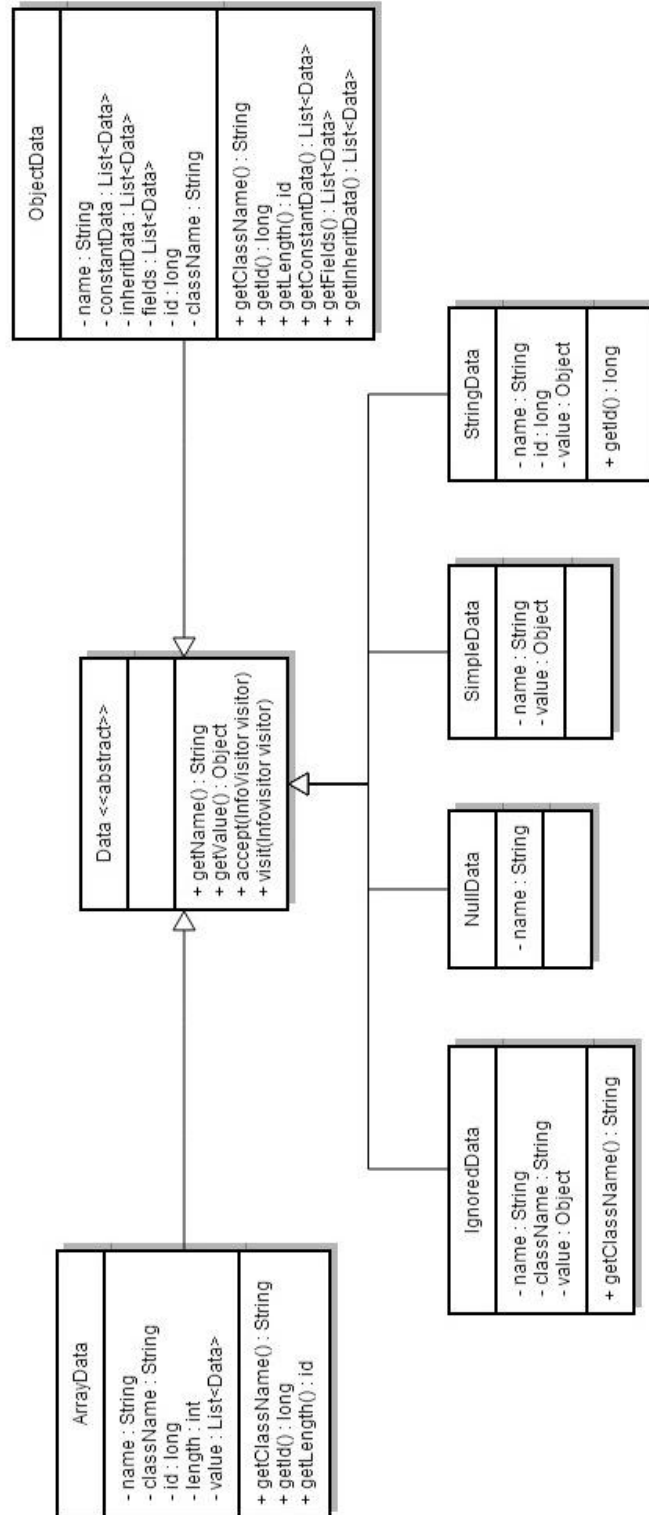 ArrayData
- name : String
- className : String
- id : long
- length : int
- value : List<Data>
+ getClassName() : String
+ getId() : long
+ getLength() : id
Data <<abstract>>
+ getName() : String
+ getValue() : Object
+ accept(InfoVisitor visitor)
+ visit(Infovisitor visitor)
ObjectData
- name : String
- constantData : List<Data>
- inheritData : List<Data>
- fields : List<Data>
- id : long
- className : String
+ getClassName() : String
+ getId() : long
+ getLength() : id
+ getConstantData() : List<Data>
+ getFields() : List<Data>
+ getInheritData() : List<Data>
IgnoredData
- name : String
- className : String
- value : Object
+ getClassName() : String
NullData
- name : String
SimpleData
- name : String
- value : Object
StringData
- name : String
- id : long
- value : Object
+ getId() : long